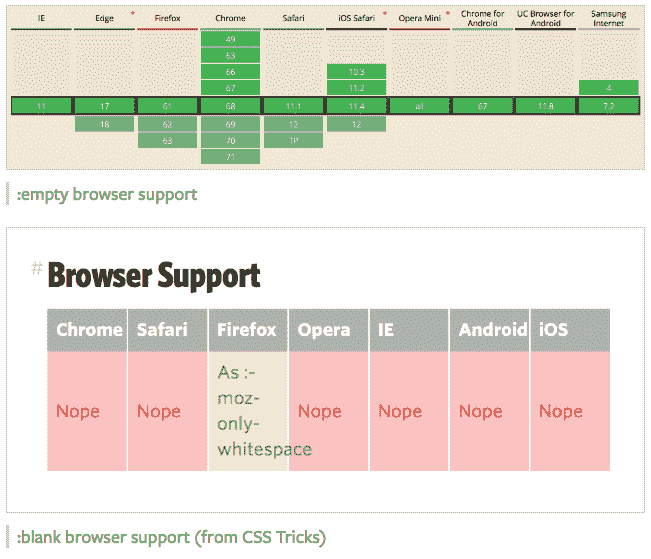 IE Edge * Firefox Chrome Safari iOS Safari * Opera Mini * Chrome for Android * UC Browser for Android Samsung Internet
49
63
66 10.3
67 11.2 4
11 17 61 68 11.1 11.4 all 67 11.8 7.2
18 62 69 12 12
63 70 TP
71
:empty browser support
# Browser Support
Chrome Safari Firefox Opera IE Android iOS
Nope Nope As :-moz-only-whitespace Nope Nope Nope Nope
:blank browser support (from CSS Tricks)